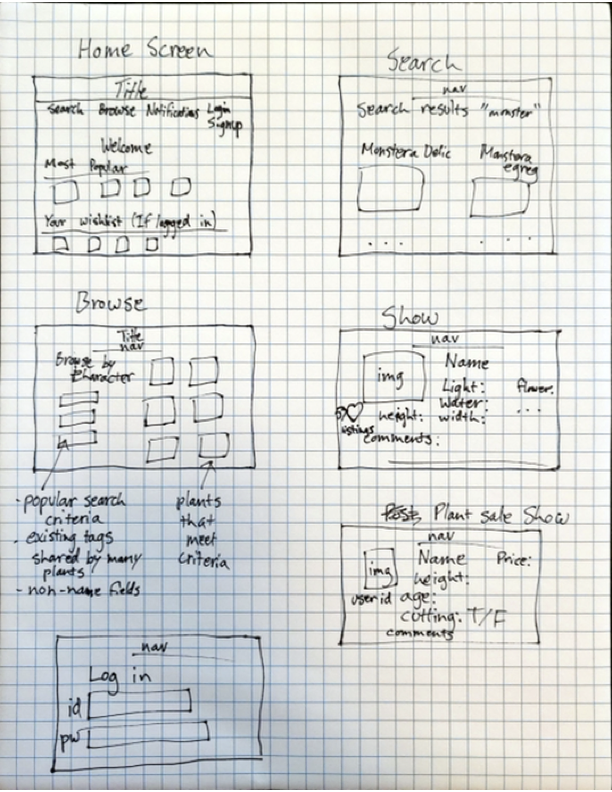 Home Screen
Title
Search Browse Notifications Login
Signup
Welcome
Most Popular
Your wishlist (If logged in)
Search
nav
Search results "monster"
Monstera Delic
Monstera
egreg
. . . .
. . . .
Browse
Title
nav
Browse by
Character
- popular search
criteria
- existing tags
shared by many
plants
- non-name fields
plants
that
meet
criteria
Show
nav
img
Name
Light:
Water:
height: width:
flower:
. . .
listings
comments:
Plant sale Show
nav
img
Name
Price:
height:
user id age:
cutting: T/F
comments
nav
Log in
id
pw